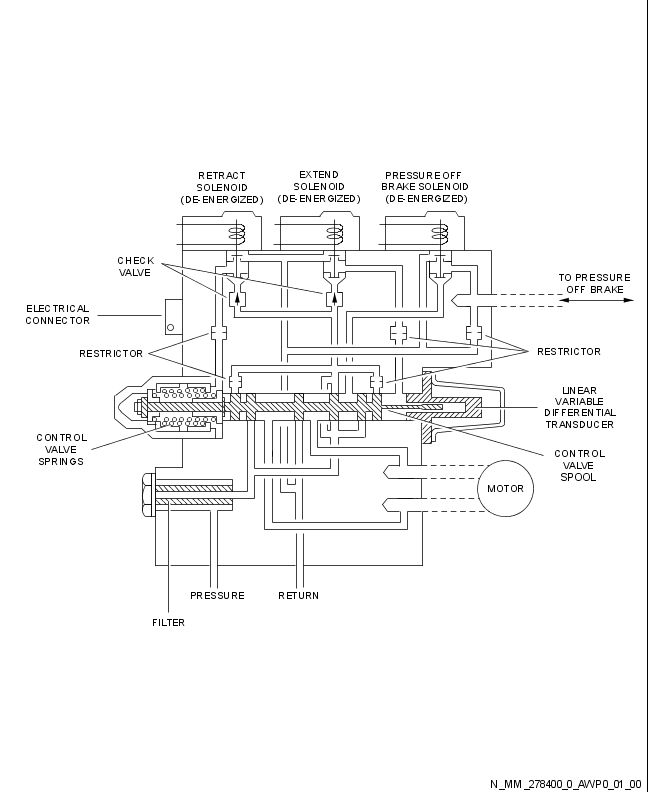 RETRACT
SOLENOID
(DE-ENERGIZED)
EXTEND
SOLENOID
(DE-ENERGIZED)
PRESSURE OFF
BRAKE SOLENOID
(DE-ENERGIZED)
CHECK
VALVE
TO PRESSURE
OFF BRAKE
ELECTRICAL
CONNECTOR
RESTRICTOR
RESTRICTOR
LINEAR
VARIABLE
DIFFERENTIAL
TRANSDUCER
CONTROL
VALVE
SPRINGS
CONTROL
VALVE
SPOOL
MOTOR
PRESSURE
RETURN
FILTER
N_MM_278400_0_AWP0_01_00